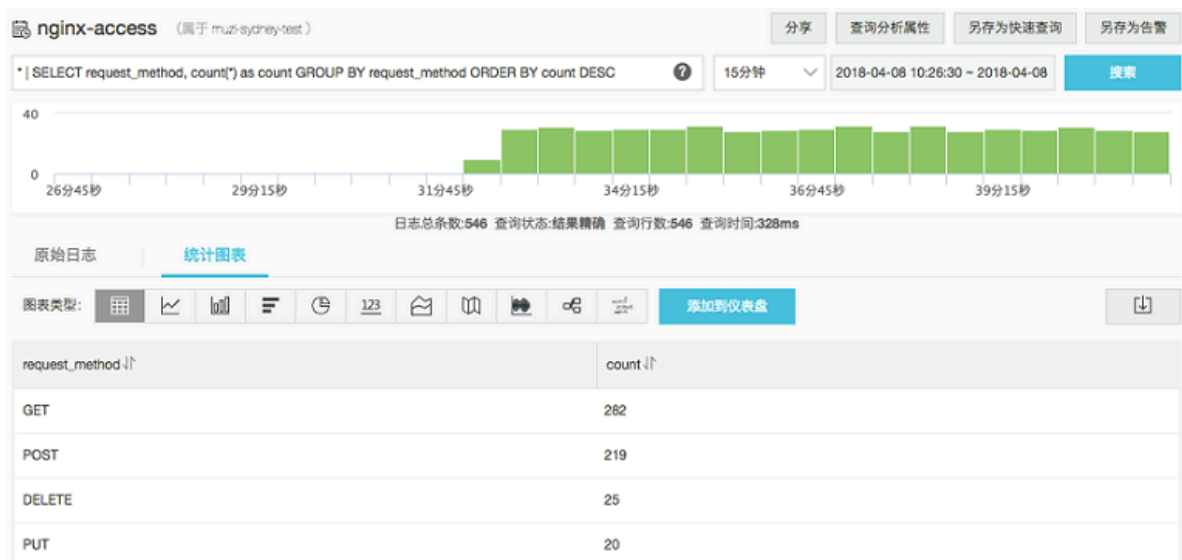 nginx-access （属于 muzi-sydney-test） 分享 查询分析属性 另存为快速查询 另存为告警
* | SELECT request_method, count(*) as count GROUP BY request_method ORDER BY count DESC ? 15分钟 2018-04-08 10:26:30 ~ 2018-04-08 搜索
40
0
26分45秒 29分15秒 31分45秒 34分15秒 36分45秒 39分15秒
日志总条数:546 查询状态:结果精确 查询行数:546 查询时间:328ms
原始日志 统计图表
图表类型: 123 添加到仪表盘
request_method count
GET 282
POST 219
DELETE 25
PUT 20